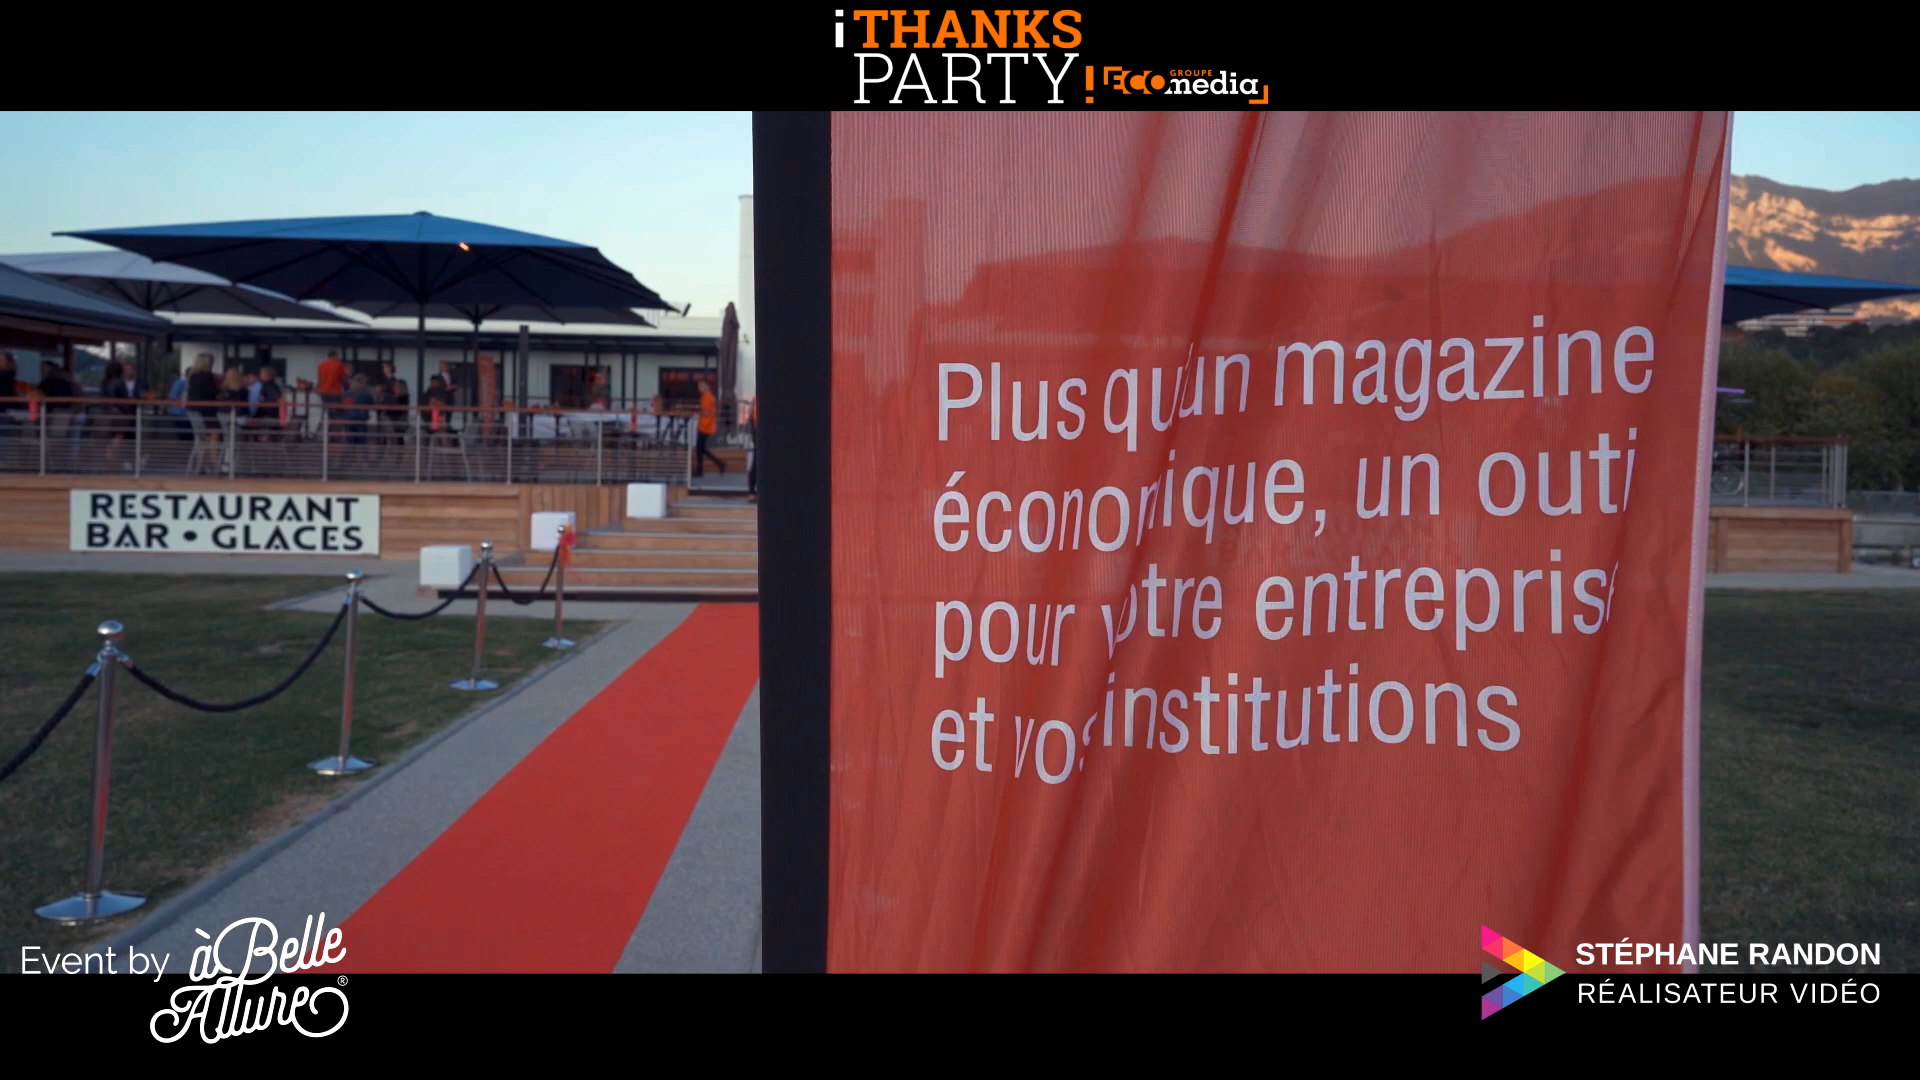 i THANKS
PARTY!
GROUPE
ECOmedia
Plus qu'un magazine
économique, un outi
pour votre entrepris
et vos institutions
RESTAURANT
BAR • GLACES
Event by à Belle
Allure®
STÉPHANE RANDON
RÉALISATEUR VIDÉO